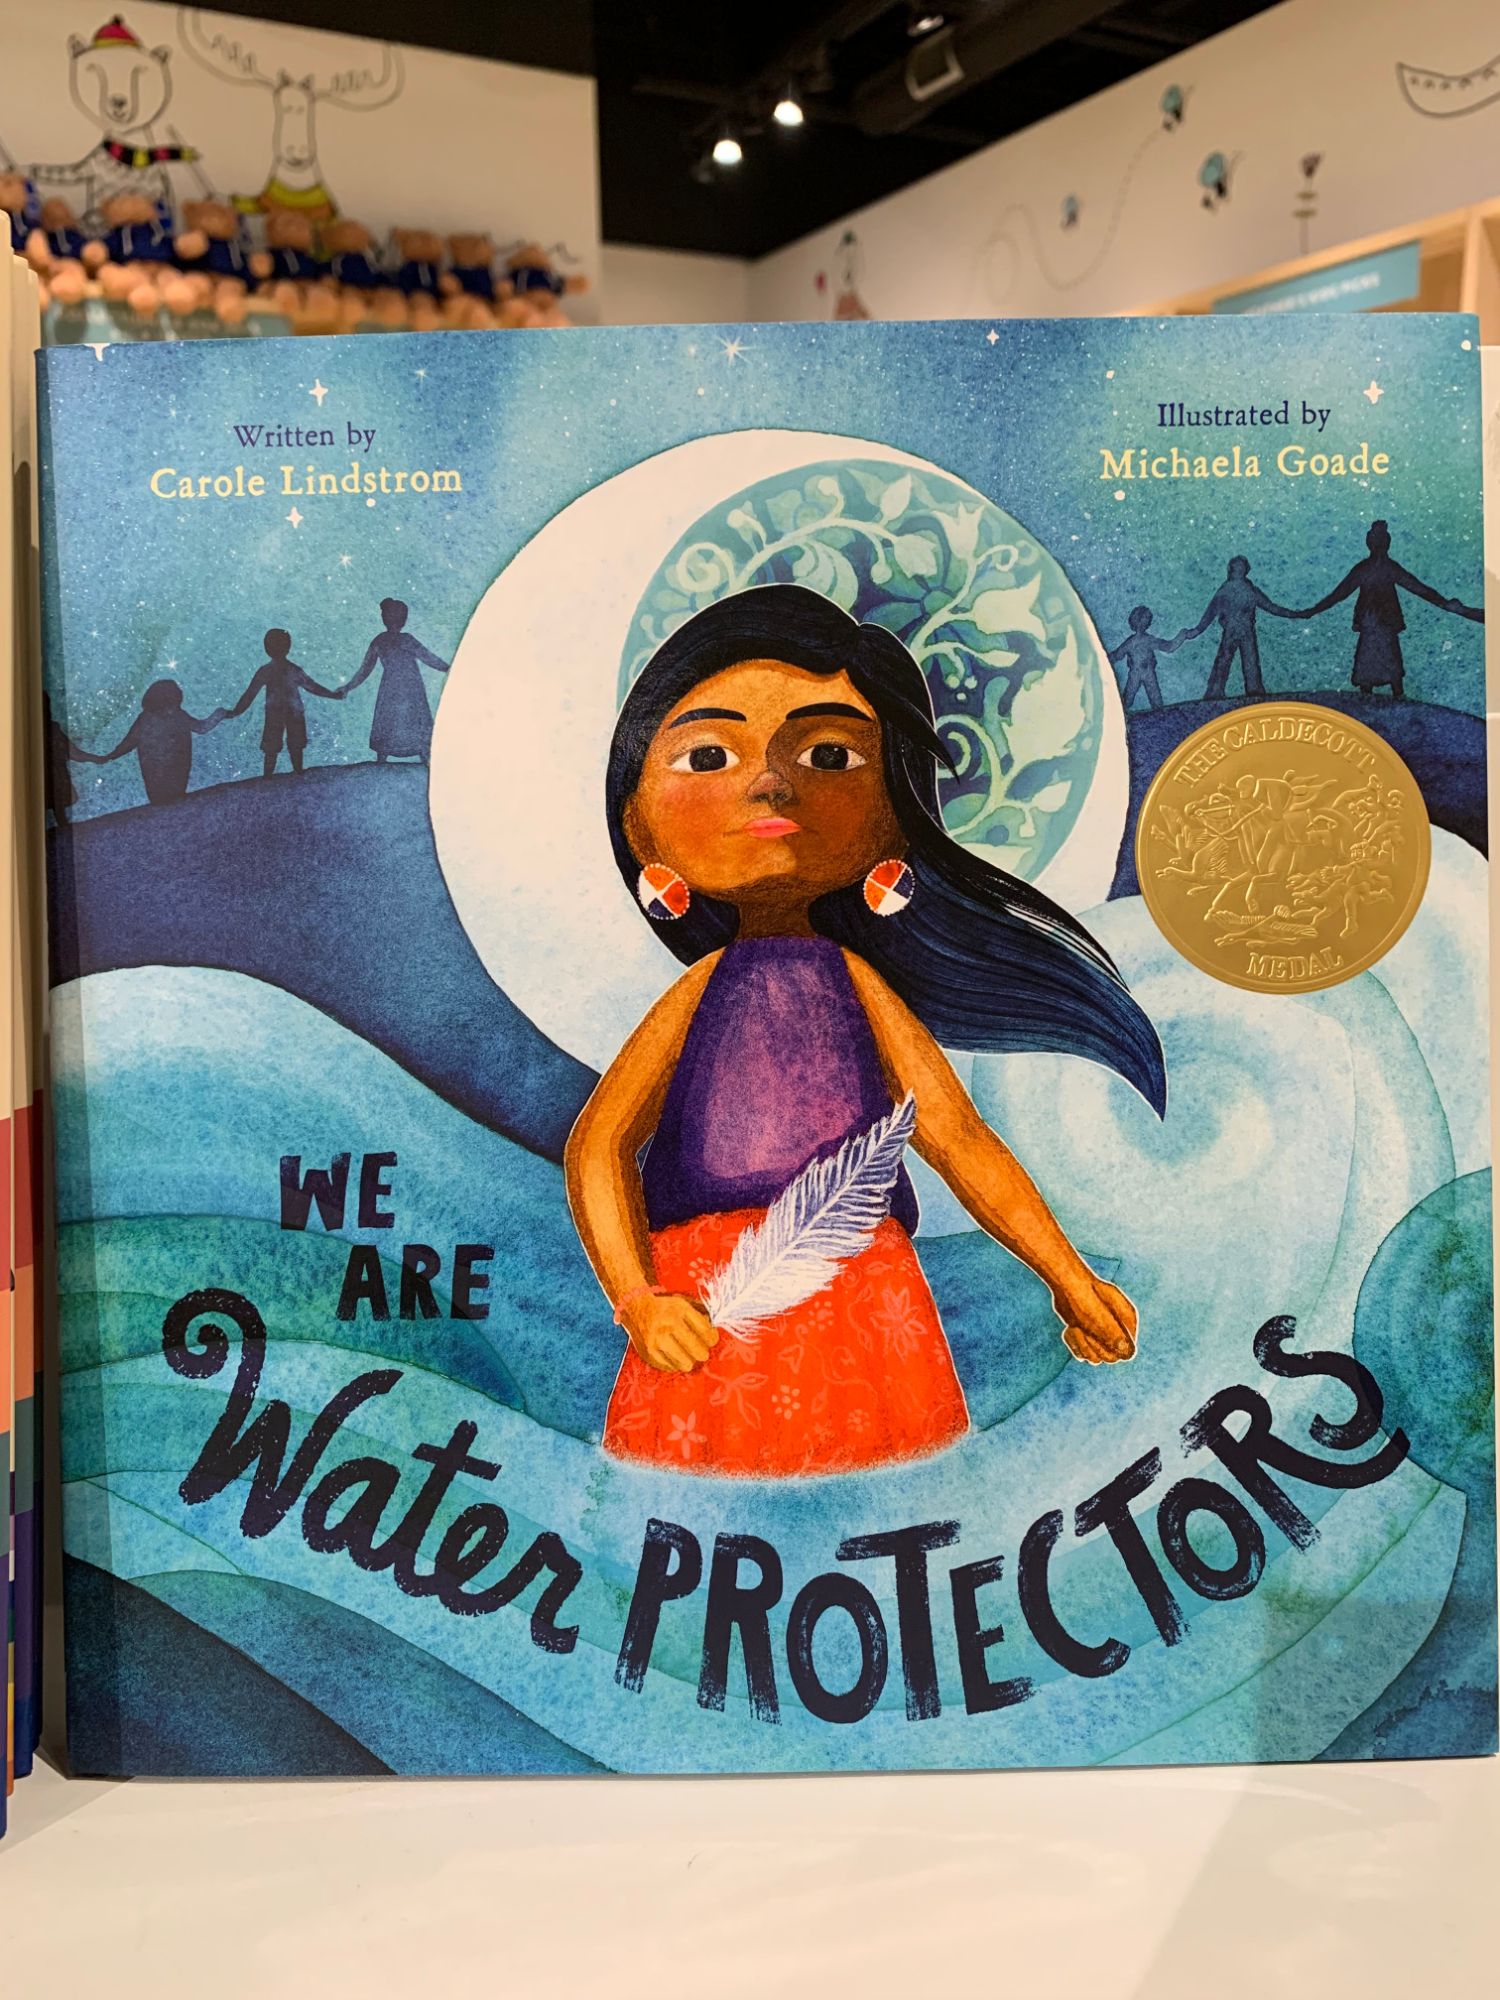 Written by
Carole Lindstrom
Illustrated by
Michaela Goade
THE CALDECOTT
MEDAL
WE
ARE
Water PROTECTORS